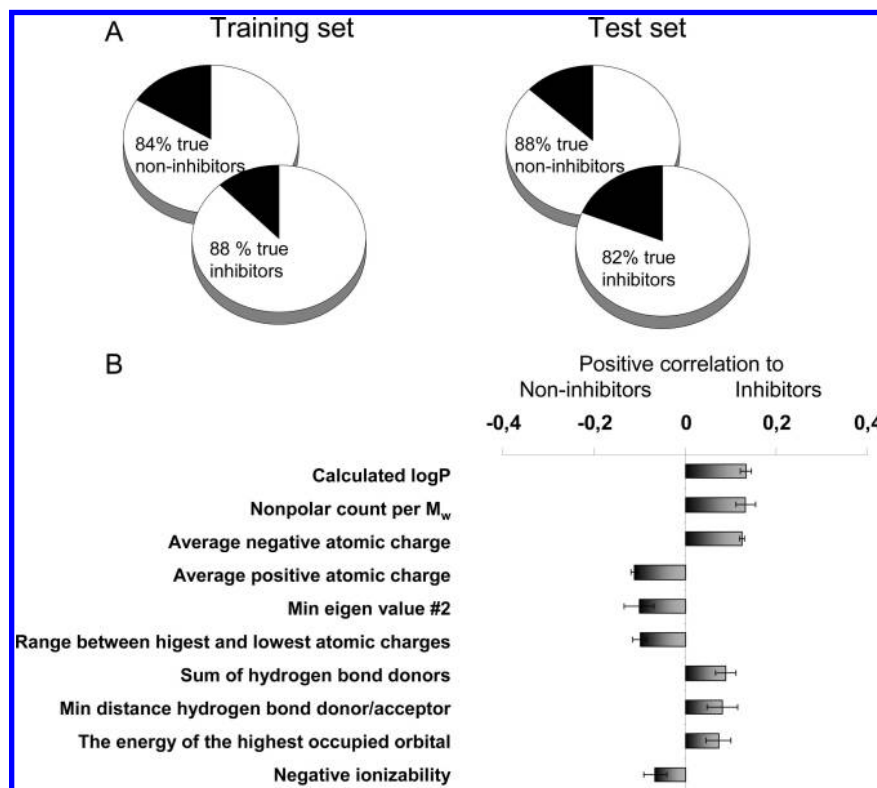 A
Training set
Test set
84% true
non-inhibitors
88% true
non-inhibitors
88 % true
inhibitors
82% true
inhibitors
B
Positive correlation to
Non-inhibitors
Inhibitors
-0,4
-0,2
0
0,2
0,4
Calculated logP
Nonpolar count per Mw
Average negative atomic charge
Average positive atomic charge
Min eigen value #2
Range between higest and lowest atomic charges
Sum of hydrogen bond donors
Min distance hydrogen bond donor/acceptor
The energy of the highest occupied orbital
Negative ionizability